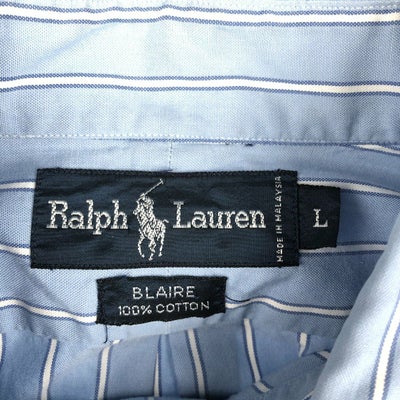 Ralph Lauren
MADE IN MALAYSIA
L
BLAIRE
100% COTTON